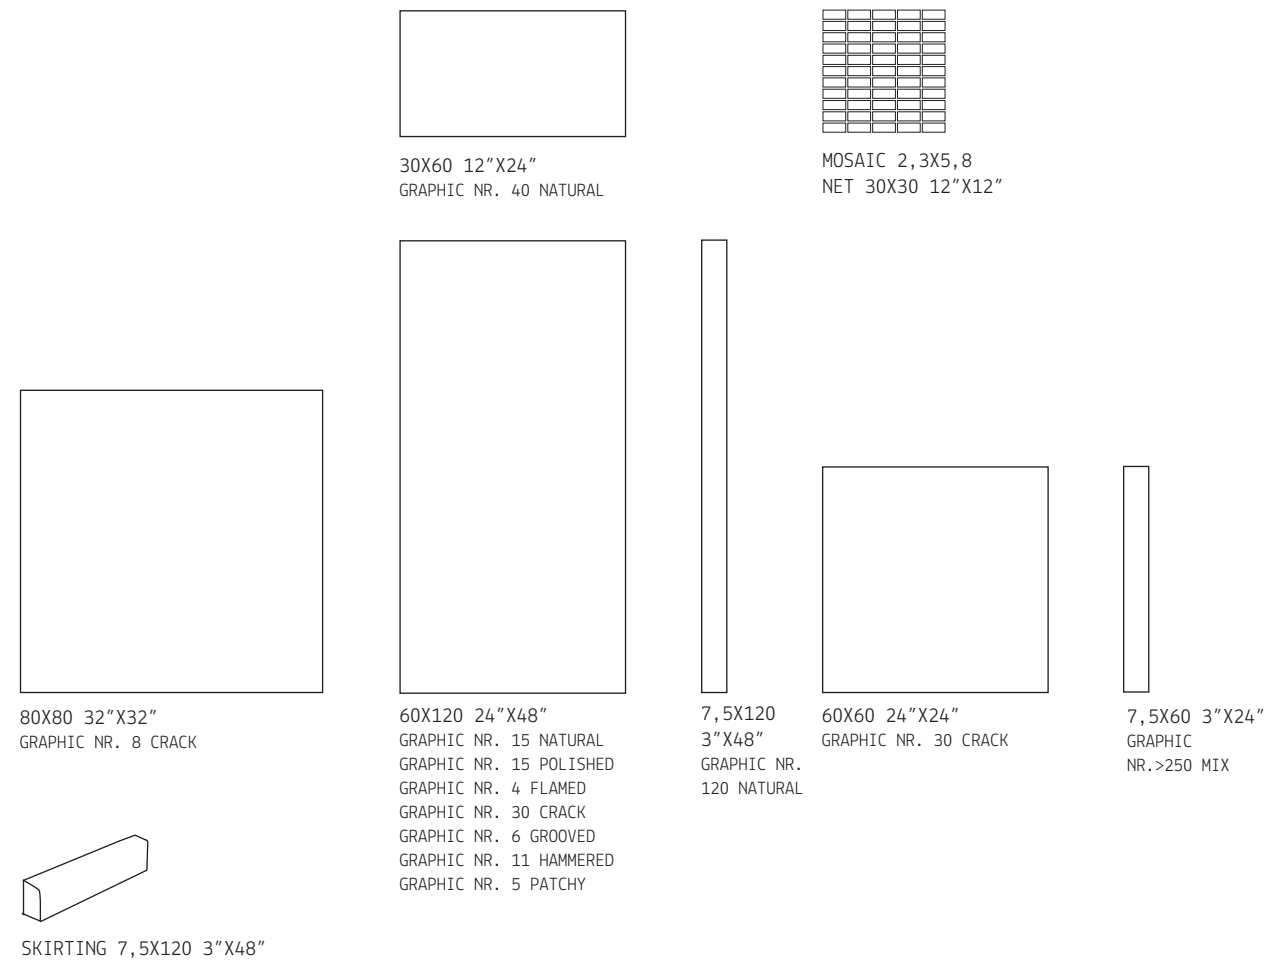 30X60 12″X24″
GRAPHIC NR. 40 NATURAL
MOSAIC 2,3X5,8
NET 30X30 12″X12″
80X80 32″X32″
GRAPHIC NR. 8 CRACK
60X120 24″X48″
GRAPHIC NR. 15 NATURAL
GRAPHIC NR. 15 POLISHED
GRAPHIC NR. 4 FLAMED
GRAPHIC NR. 30 CRACK
GRAPHIC NR. 6 GROOVED
GRAPHIC NR. 11 HAMMERED
GRAPHIC NR. 5 PATCHY
7,5X120
3″X48″
GRAPHIC NR.
120 NATURAL
60X60 24″X24″
GRAPHIC NR. 30 CRACK
7,5X60 3″X24″
GRAPHIC
NR.>250 MIX
SKIRTING 7,5X120 3″X48″